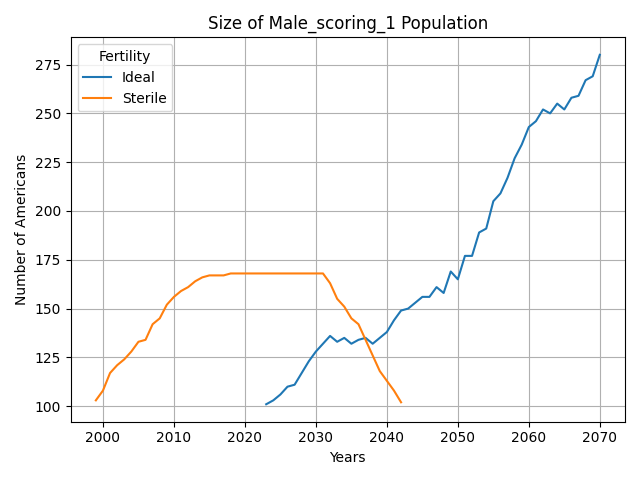 Size of Male_scoring_1 Population
Fertility
Ideal
Sterile
Number of Americans
275
250
225
200
175
150
125
100
2000 2010 2020 2030 2040 2050 2060 2070
Years